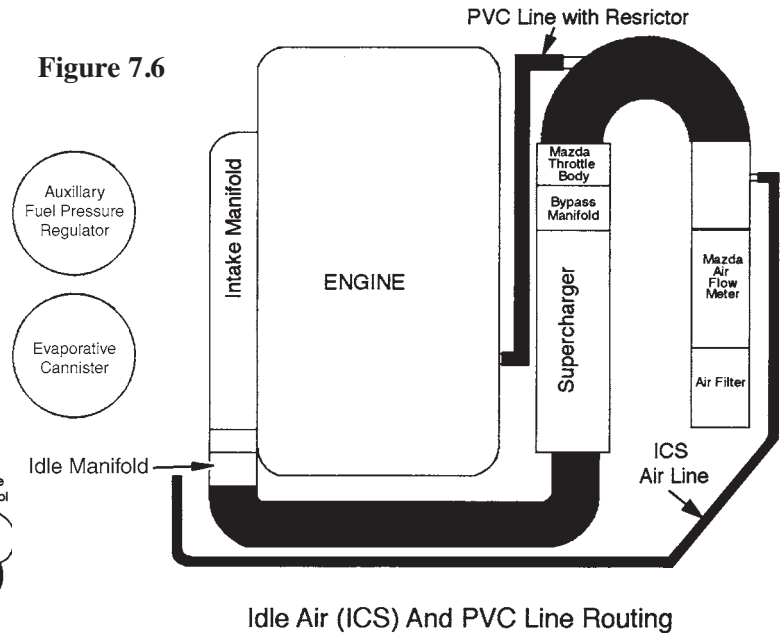 PVC Line with Resrictor
Figure 7.6
Mazda
Throttle
Body
Bypass
Manifold
Supercharger
Mazda
Air
Flow
Meter
Air Filter
Auxillary
Fuel Pressure
Regulator
Intake Manifold
ENGINE
Evaporative
Cannister
Idle Manifold
ICS
Air Line
Idle Air (ICS) And PVC Line Routing